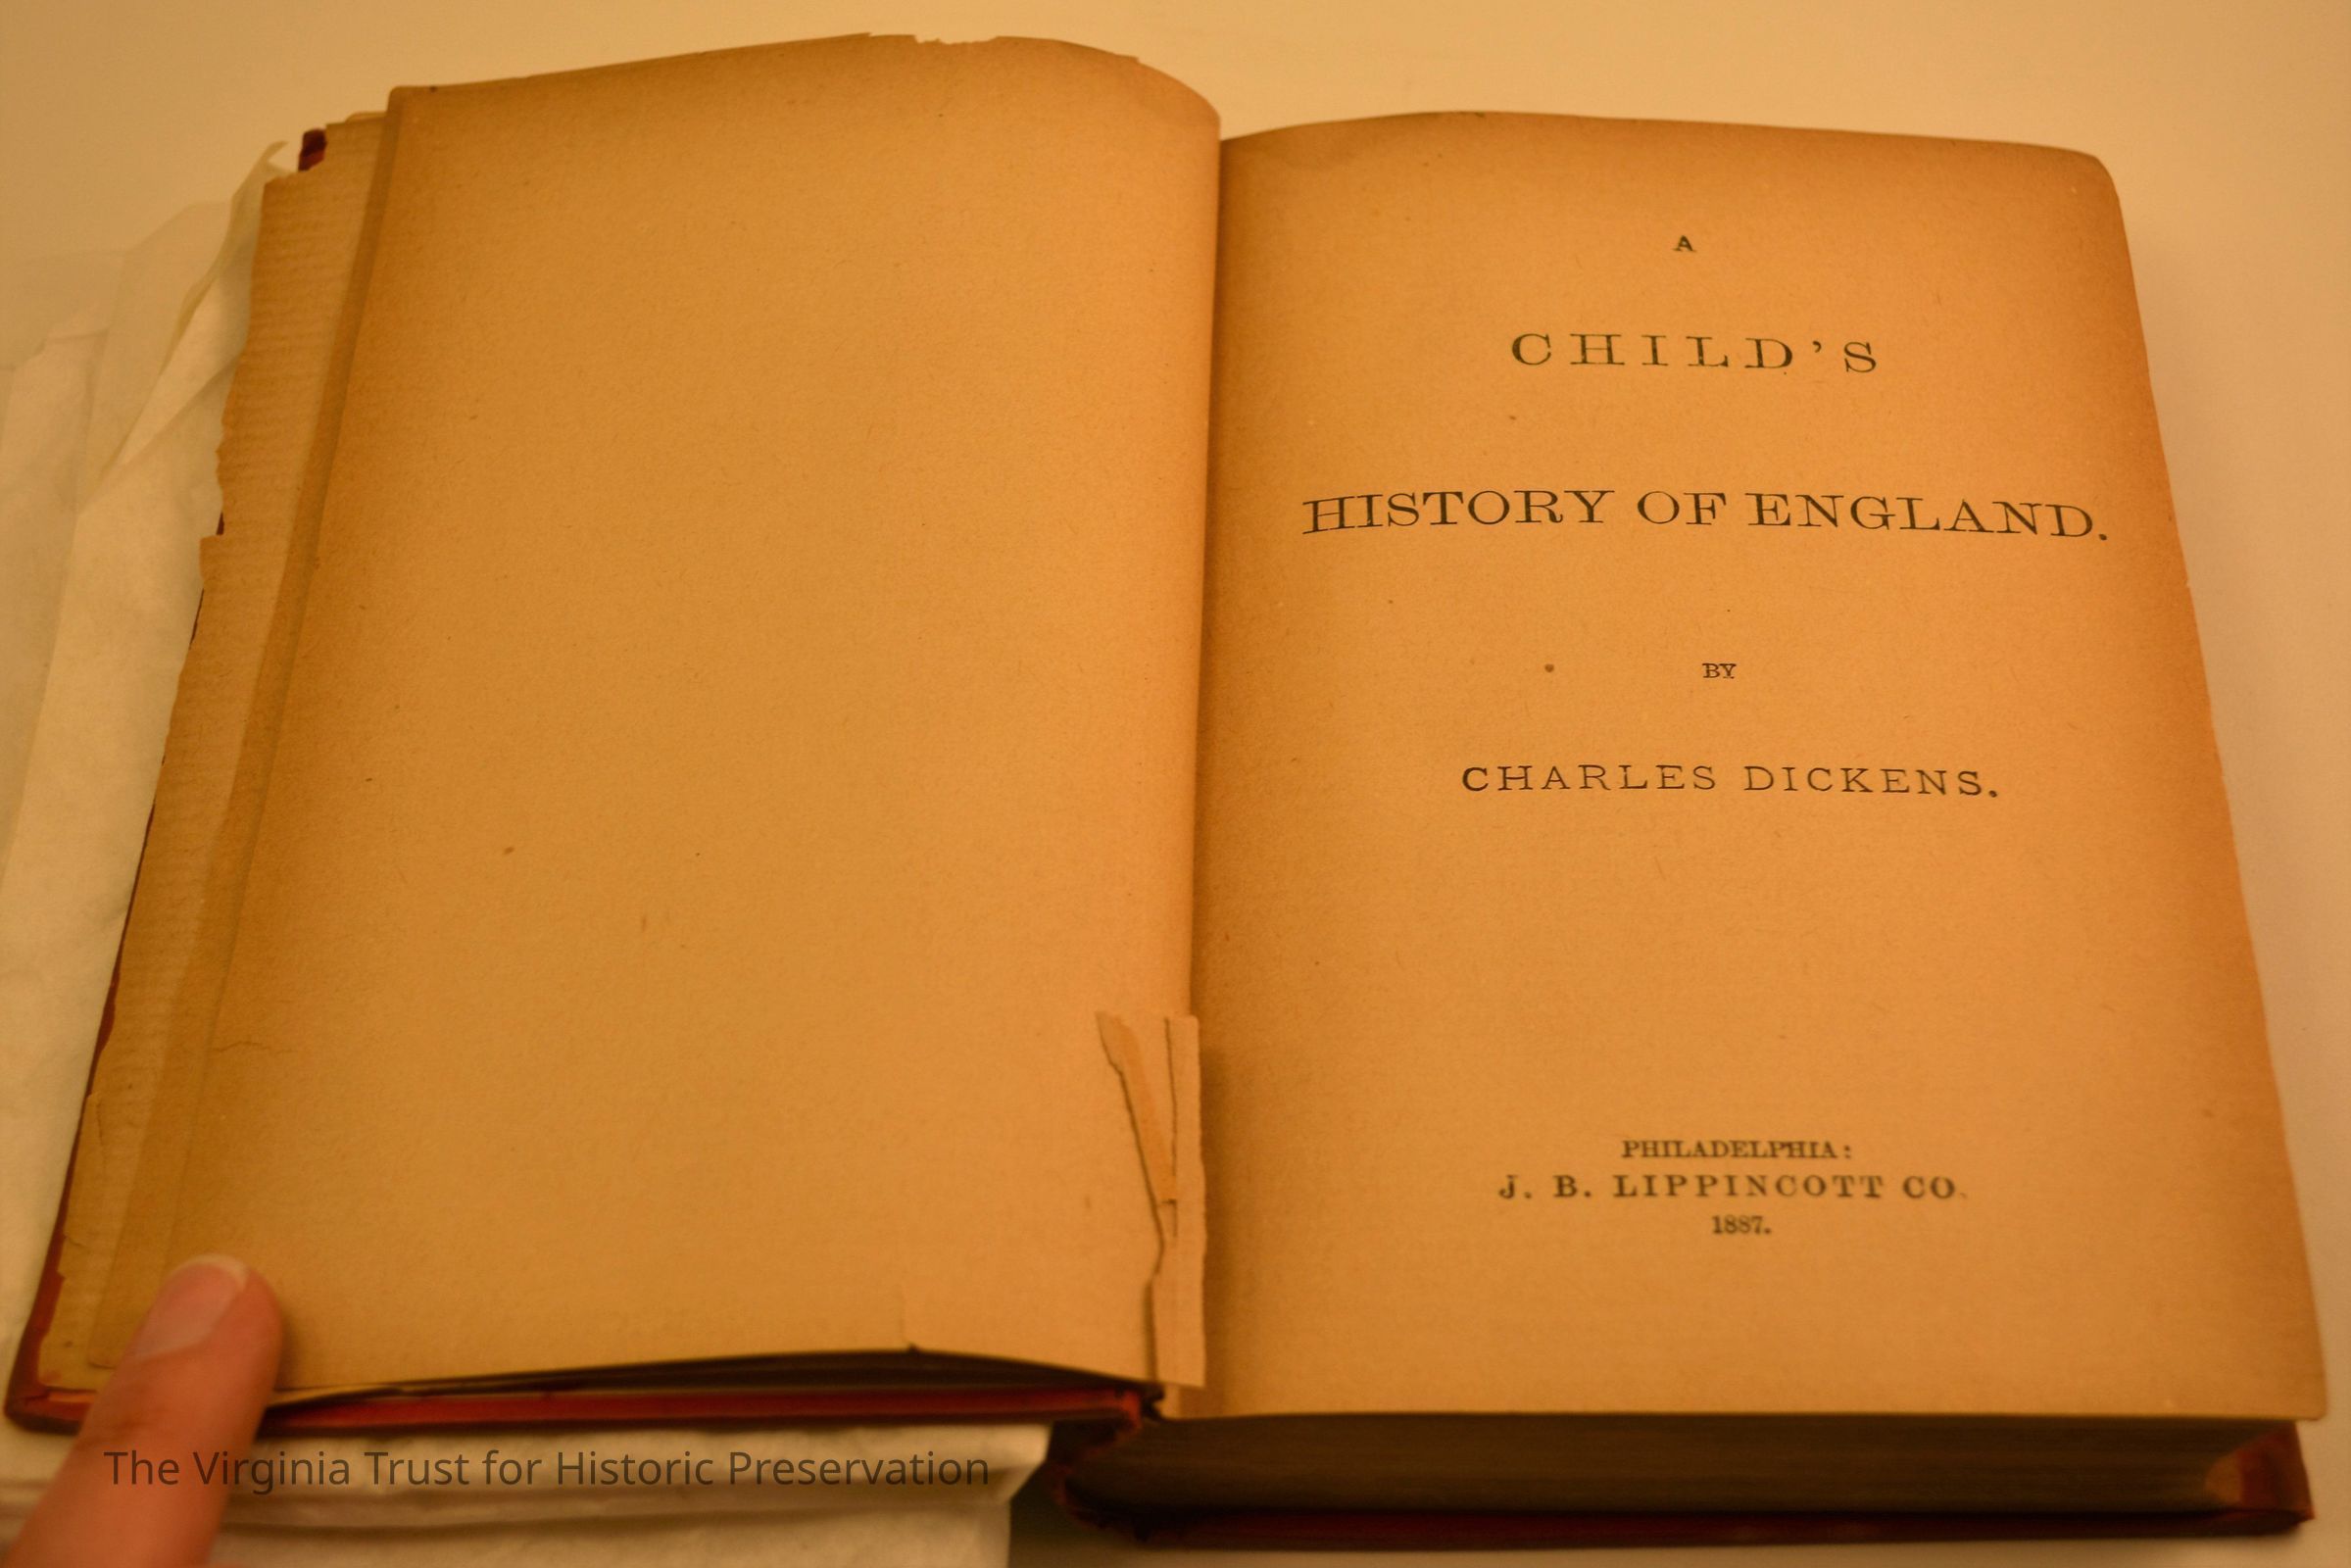 A
CHILD'S
HISTORY OF ENGLAND.
BY
CHARLES DICKENS.
PHILADELPHIA:
J. B. LIPPINCOTT CO.
1887.
The Virginia Trust for Historic Preservation